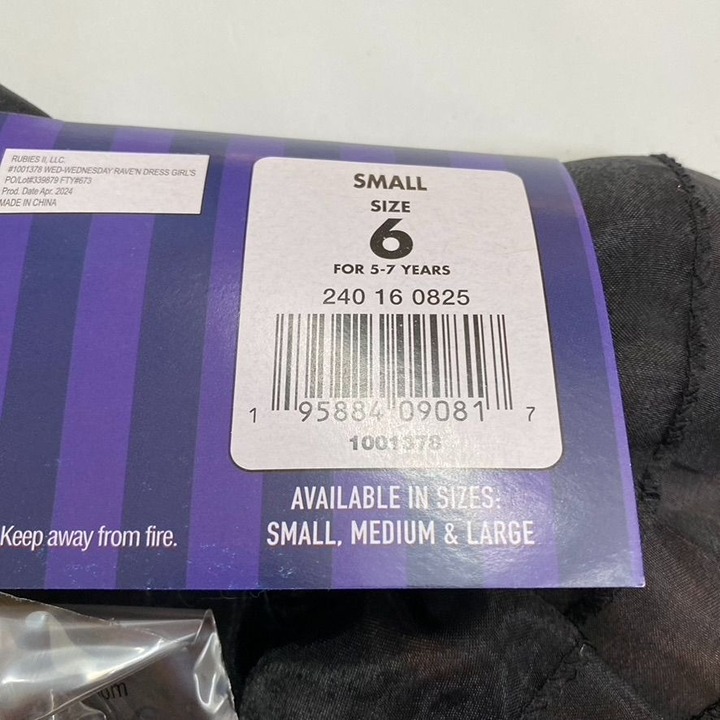 RUBIES II, LLC.
#1001378 WED-WEDNESDAY RAVE'N DRESS GIRL'S
PO/Lot#339879 FTY#673
Prod. Date Apr. 2024
MADE IN CHINA
SMALL
SIZE
6
FOR 5-7 YEARS
240 16 0825
1 95884 09081 7
1001378
AVAILABLE IN SIZES:
SMALL, MEDIUM & LARGE
Keep away from fire.